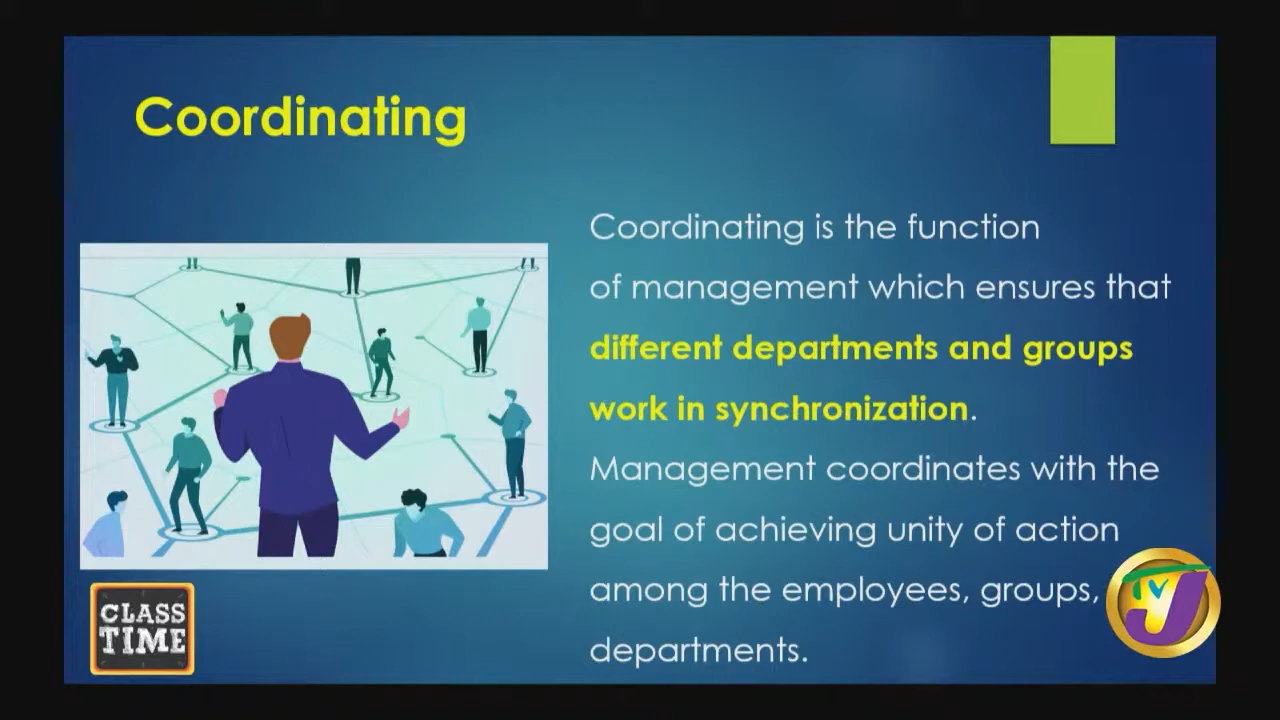 Coordinating
Coordinating is the function
of management which ensures that
different departments and groups
work in synchronization.
Management coordinates with the
goal of achieving unity of action
among the employees, groups,
departments.
CLASS
TIME
TVJ